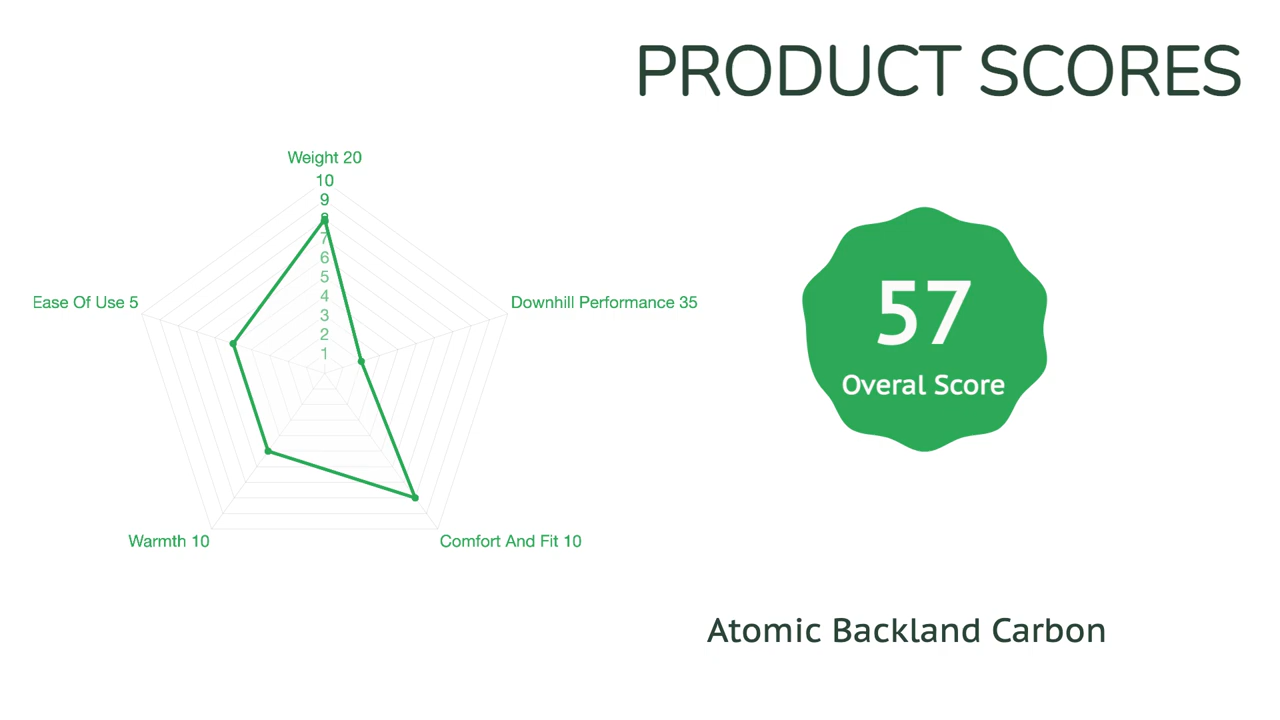 PRODUCT SCORES
Weight 20
10
9
8
7
6
5
4
3
2
1
Ease Of Use 5
Downhill Performance 35
Warmth 10
Comfort And Fit 10
57
Overal Score
Atomic Backland Carbon